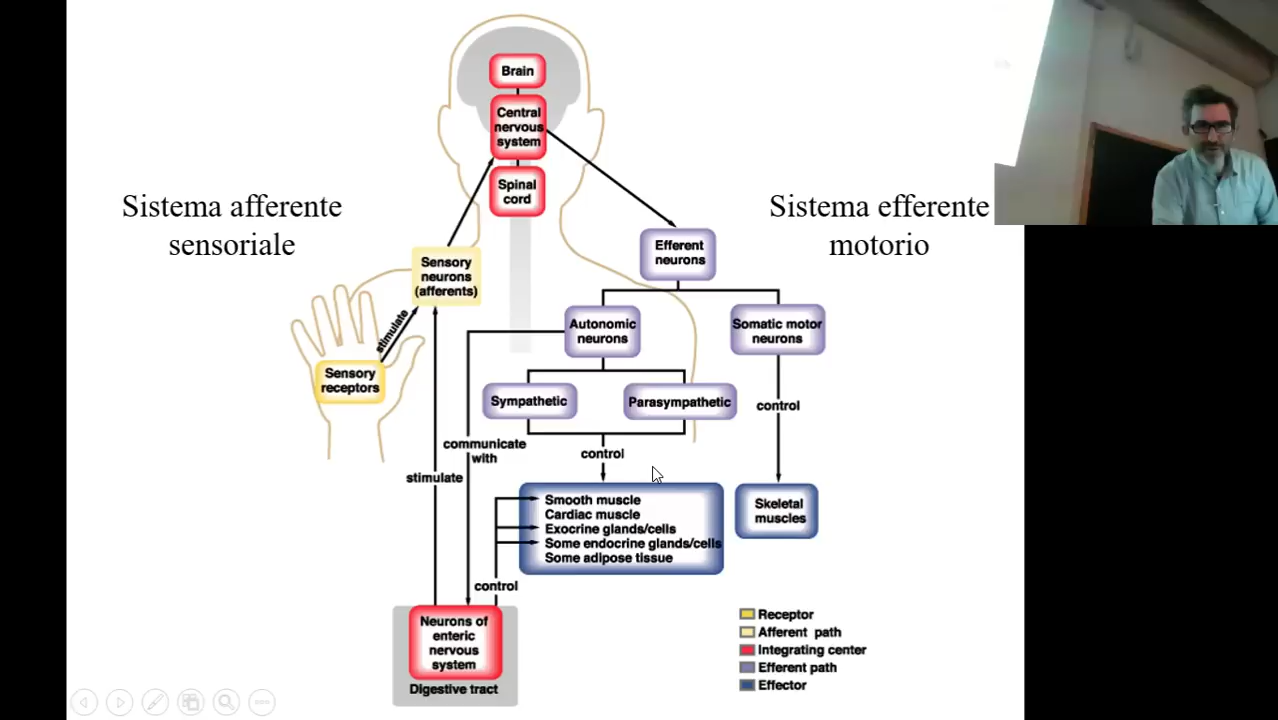 Brain
Central
nervous
system
Spinal
cord
Sistema afferente
sensoriale
Sistema efferente
motorio
Efferent
neurons
Sensory
neurons
(afferents)
stimulate
Sensory
receptors
Autonomic
neurons
Somatic motor
neurons
Sympathetic
Parasympathetic
control
communicate
with
control
stimulate
Smooth muscle
Cardiac muscle
Exocrine glands/cells
Some endocrine glands/cells
Some adipose tissue
Skeletal
muscles
control
Neurons of
enteric
nervous
system
Digestive tract
Receptor
Afferent path
Integrating center
Efferent path
Effector